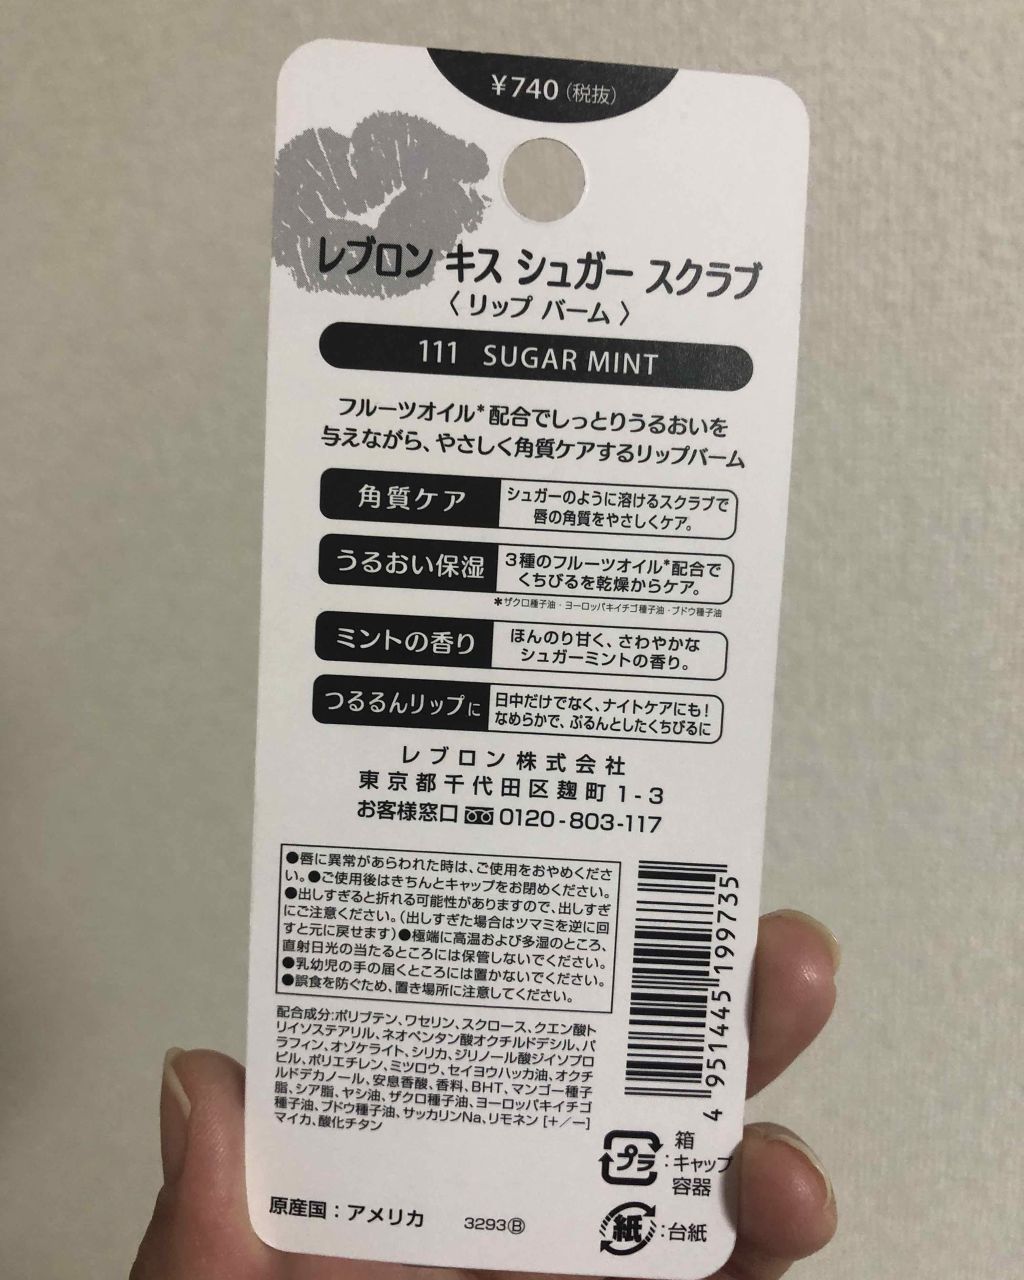 ¥740（税抜）
レブロン キス シュガー スクラブ
〈 リップ バーム 〉
111 SUGAR MINT
フルーツオイル*配合でしっとりうるおいを
与えながら、やさしく角質ケアするリップバーム
角質ケア
シュガーのように溶けるスクラブで
唇の角質をやさしくケア。
うるおい保湿
3種のフルーツオイル*配合で
くちびるを乾燥からケア。
*ザクロ種子油・ヨーロッパキイチゴ種子油・ブドウ種子油
ミントの香り
ほんのり甘く、さわやかな
シュガーミントの香り。
つるるんリップに
日中だけでなく、ナイトケアにも!
なめらかで、ぷるんとしたくちびるに
レブロン株式会社
東京都千代田区麹町1-3
お客様窓口 0120-803-117
●唇に異常があらわれた時は、ご使用をおやめくださ
い。●ご使用後はきちんとキャップをお閉めください。
●出しすぎると折れる可能性がありますので、出しすぎ
にご注意ください。(出しすぎた場合はツマミを逆に回
すと元に戻せます)●極端に高温および多湿のところ、
直射日光の当たるところには保管しないでください。
●乳幼児の手の届くところには置かないでください。
●誤食を防ぐため、置き場所に注意してください。
配合成分:ポリブテン、ワセリン、スクロース、クエン酸ト
リイソステアリル、ネオペンタン酸オクチルドデシル、パ
ラフィン、オゾケライト、シリカ、ジリノール酸ジイソプロ
ピル、ポリエチレン、ミツロウ、セイヨウハッカ油、オクチ
ルドデカノール、安息香酸、香料、BHT、マンゴー種子
脂、シア脂、ヤシ油、ザクロ種子油、ヨーロッパキイチゴ
種子油、ブドウ種子油、サッカリンNa、リモネン [+/ー]
マイカ、酸化チタン
4 951445 199735
プラ
箱
:キャップ
容器
紙:台紙
原産国：アメリカ
3293Ⓑ